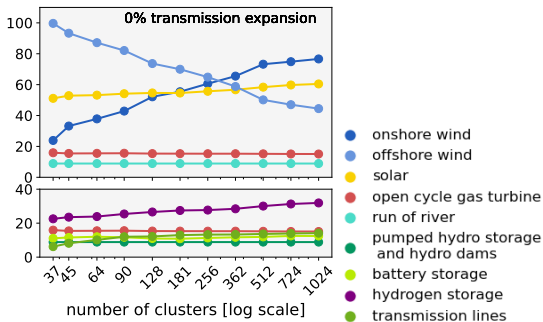 0% transmission expansion
100
80
60
40
20
0
40
20
0
37
45
64
90
128
181
256
362
512
724
1024
number of clusters [log scale]
onshore wind
offshore wind
solar
open cycle gas turbine
run of river
pumped hydro storage
and hydro dams
battery storage
hydrogen storage
transmission lines